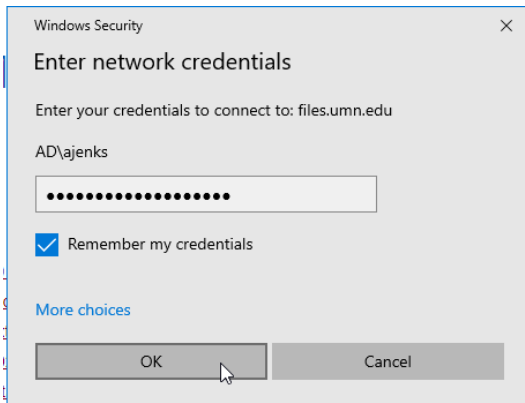 Windows Security
Enter network credentials
Enter your credentials to connect to: files.umn.edu
AD\ajenks
●●●●●●●●●●●●●●●●●●●
Remember my credentials
More choices
OK
Cancel